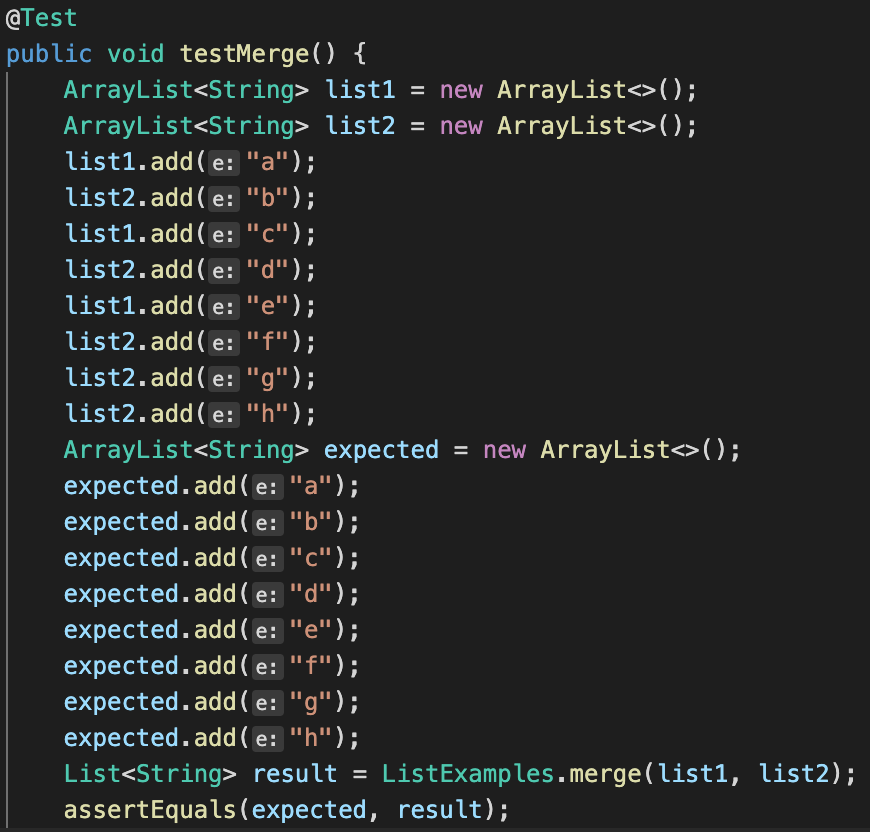 @Test
public void testMerge() {
    ArrayList<String> list1 = new ArrayList<>();
    ArrayList<String> list2 = new ArrayList<>();
    list1.add(e: "a");
    list2.add(e: "b");
    list1.add(e: "c");
    list2.add(e: "d");
    list1.add(e: "e");
    list2.add(e: "f");
    list2.add(e: "g");
    list2.add(e: "h");
    ArrayList<String> expected = new ArrayList<>();
    expected.add(e: "a");
    expected.add(e: "b");
    expected.add(e: "c");
    expected.add(e: "d");
    expected.add(e: "e");
    expected.add(e: "f");
    expected.add(e: "g");
    expected.add(e: "h");
    List<String> result = ListExamples.merge(list1, list2);
    assertEquals(expected, result);